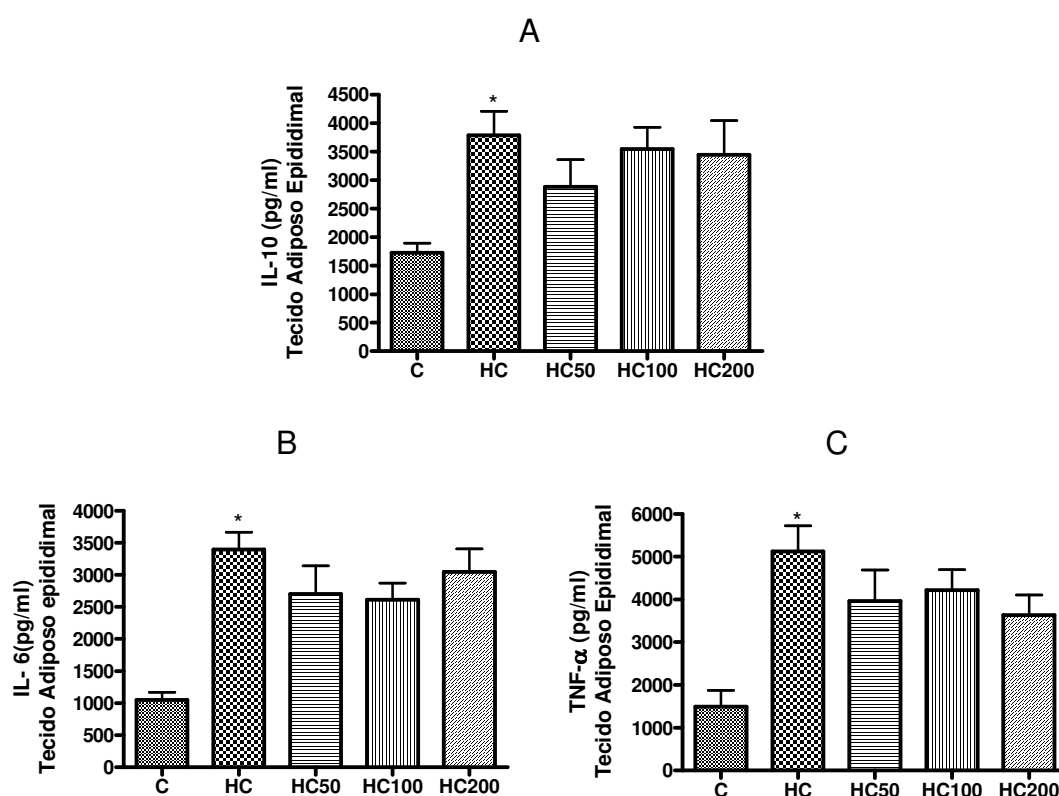 A
IL-10 (pg/ml)
Tecido Adiposo Epididimal
4500
4000
3500
3000
2500
2000
1500
1000
500
0
*
C HC HC50 HC100 HC200
B
IL- 6(pg/ml)
Tecido Adiposo epididimal
4000
3500
3000
2500
2000
1500
1000
500
0
*
C HC HC50 HC100 HC200
C
TNF-α (pg/ml)
Tecido Adiposo Epididimal
6000
5000
4000
3000
2000
1000
0
*
C HC HC50 HC100 HC200